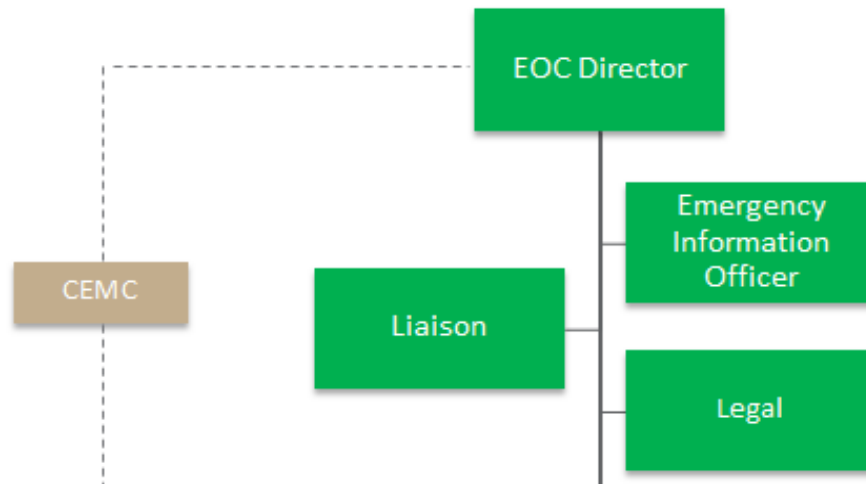 EOC Director
Emergency
Information
Officer
CEMC
Liaison
Legal